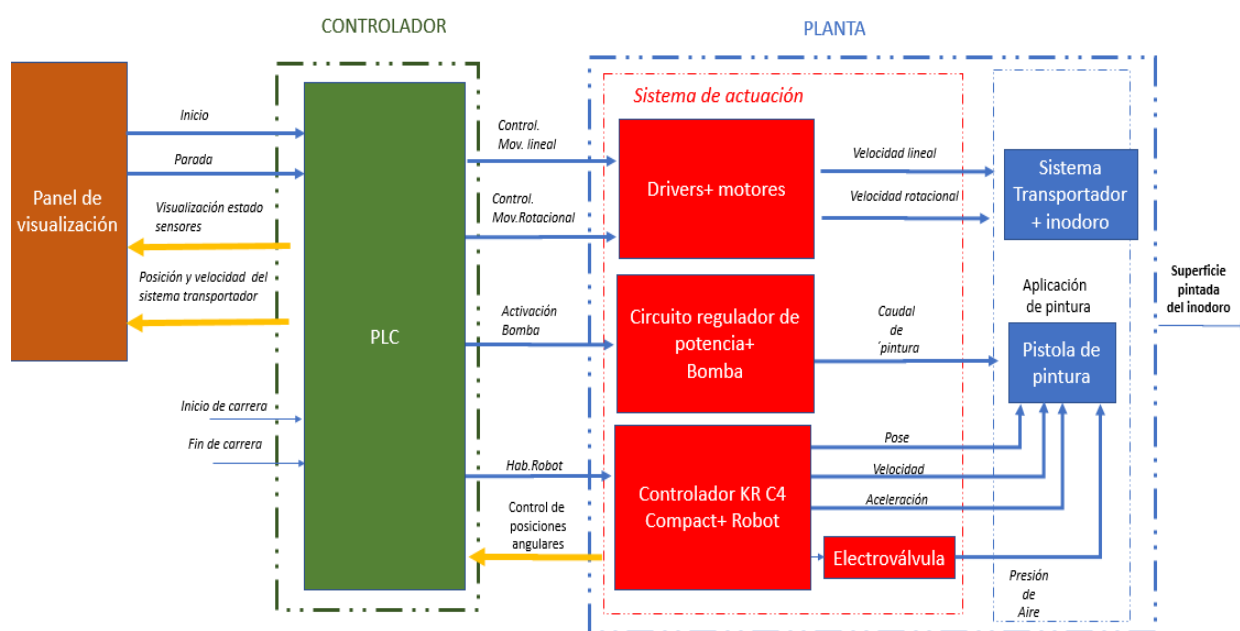 CONTROLADOR
PLANTA
Panel de
visualización
Inicio
Parada
Visualización estado
sensores
Posición y velocidad del
sistema transportador
Inicio de carrera
Fin de carrera
PLC
Control.
Mov. lineal
Control.
Mov.Rotacional
Activación
Bomba
Hab.Robot
Control de
posiciones
angulares
Sistema de actuación
Drivers+ motores
Circuito regulador de
potencia+
Bomba
Controlador KR C4
Compact+ Robot
Electroválvula
Velocidad lineal
Velocidad rotacional
Caudal
de
´pintura
Pose
Velocidad
Aceleración
Sistema
Transportador
+ inodoro
Aplicación
de pintura
Pistola de
pintura
Presión
de
Aire
Superficie
pintada
del inodoro